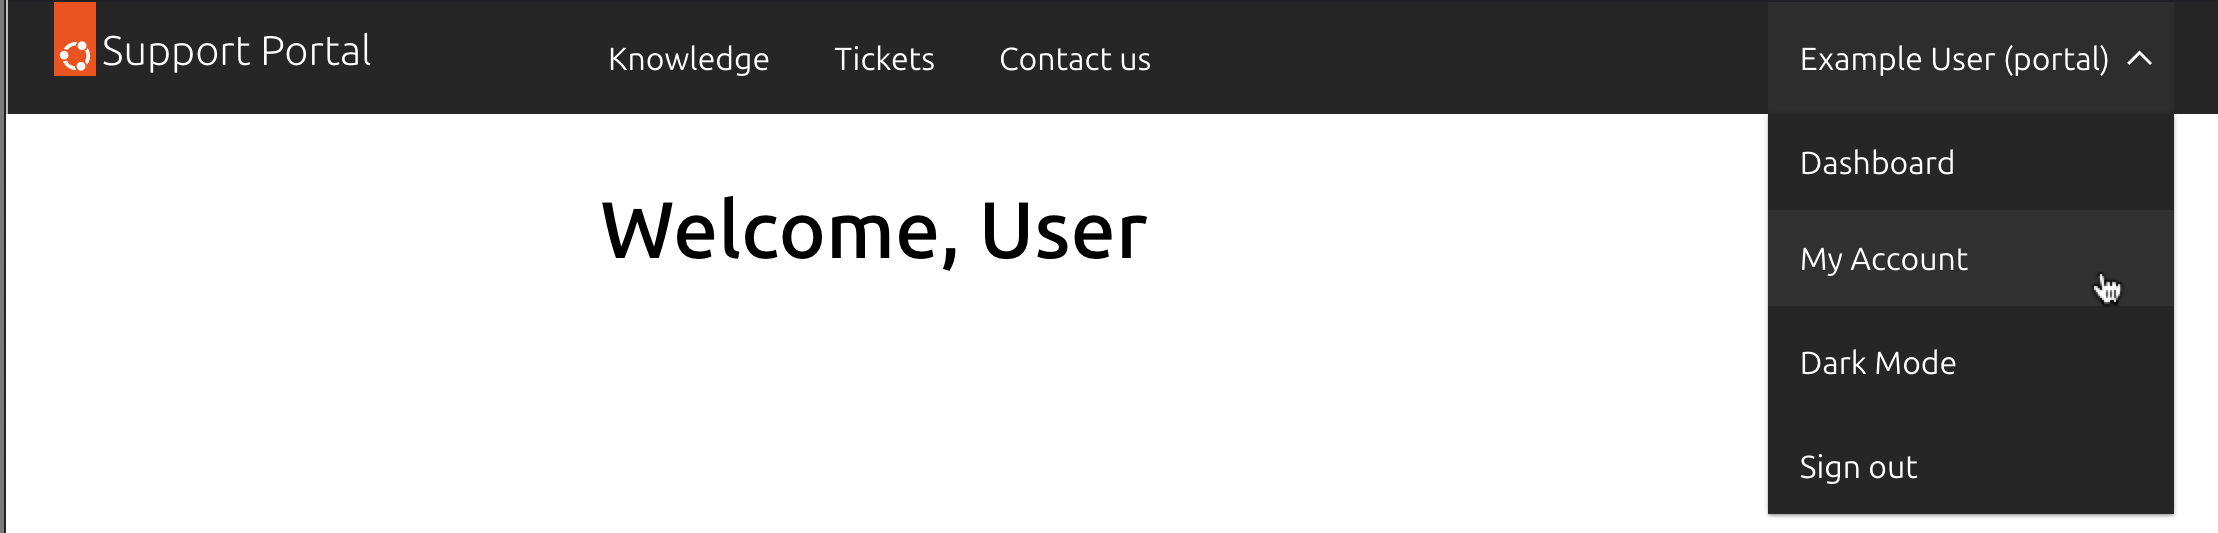 Support Portal
Knowledge
Tickets
Contact us
Example User (portal)
Dashboard
Welcome, User
My Account
Dark Mode
Sign out